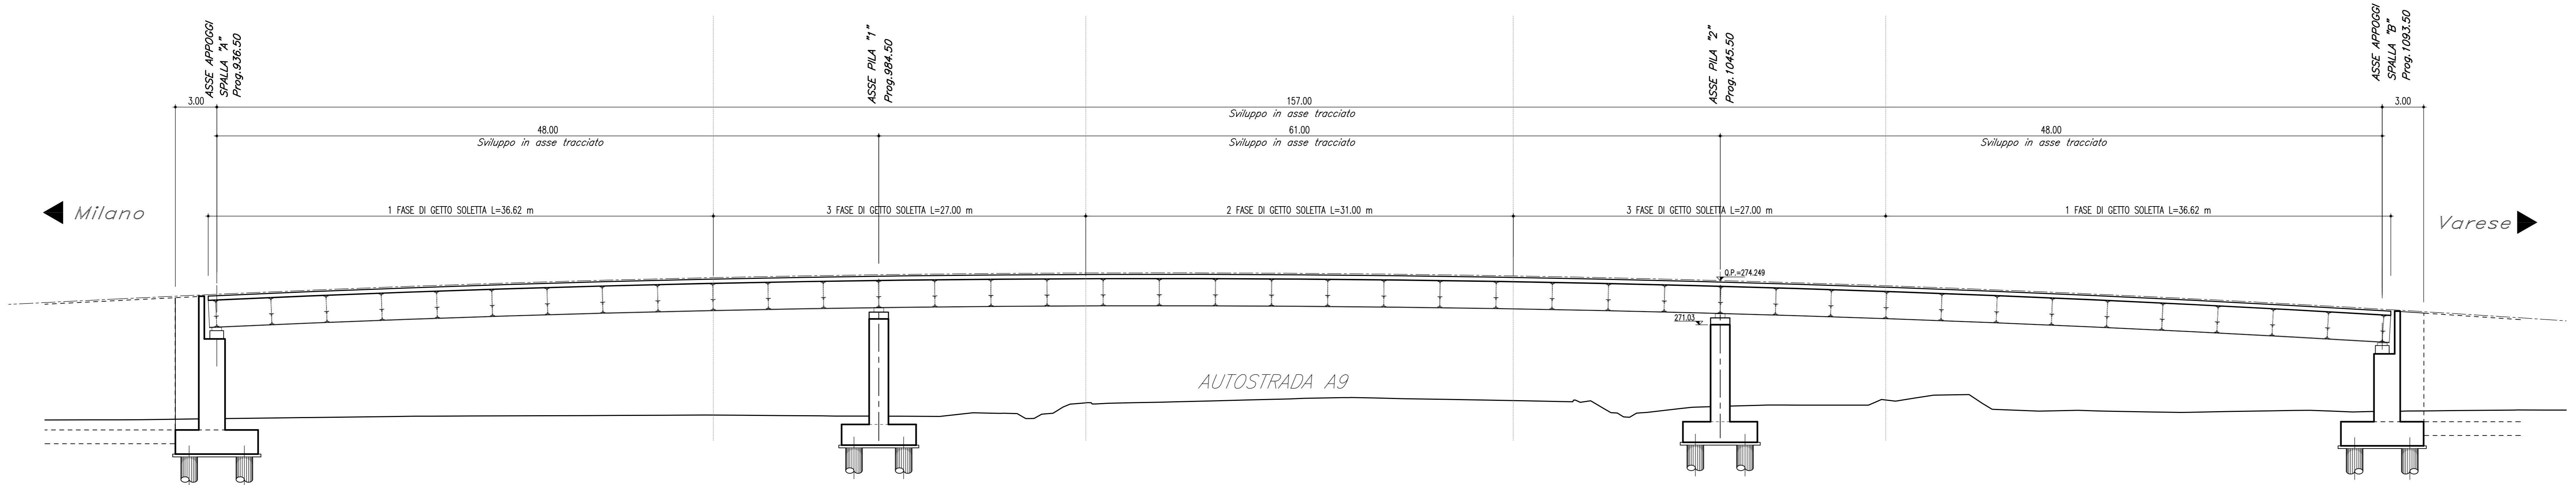 ASSE APPOGGI
SPALLA "A"
Prog.936.50
ASSE PILA "1"
Prog.984.50
ASSE PILA "2"
Prog.1045.50
ASSE APPOGGI
SPALLA "B"
Prog.1093.50
3.00
157.00
3.00
Sviluppo in asse tracciato
48.00
61.00
48.00
Sviluppo in asse tracciato
Sviluppo in asse tracciato
Sviluppo in asse tracciato
Milano
1 FASE DI GETTO SOLETTA L=36.62 m
3 FASE DI GETTO SOLETTA L=27.00 m
2 FASE DI GETTO SOLETTA L=31.00 m
3 FASE DI GETTO SOLETTA L=27.00 m
1 FASE DI GETTO SOLETTA L=36.62 m
Varese
Q.P.=274.249
271.03
AUTOSTRADA A9